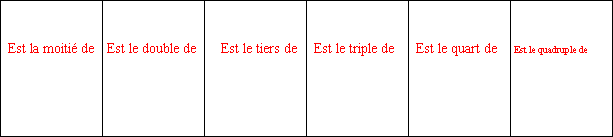 Est la moitié de
Est le double de
Est le tiers de
Est le triple de
Est le quart de
Est le quadruple de